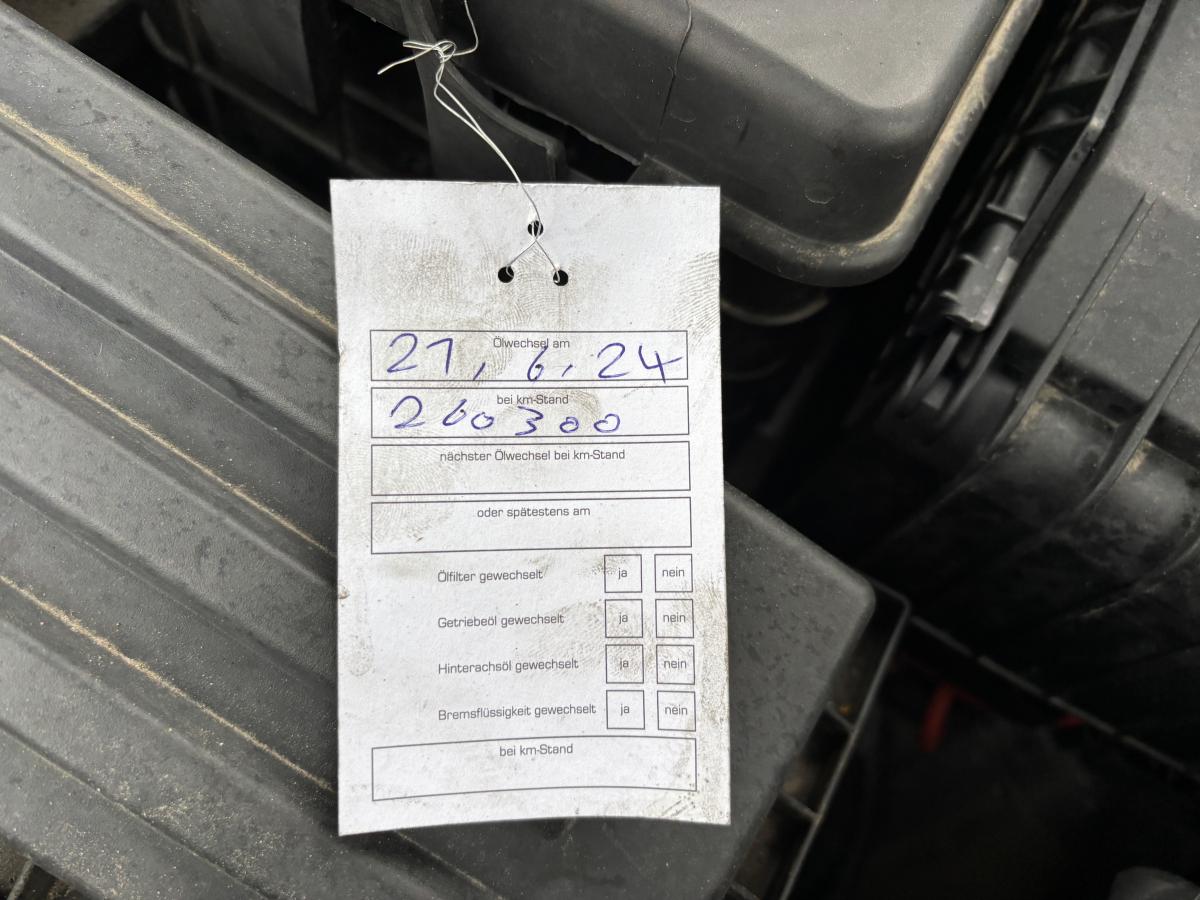 Ölwechsel am
27.6.24
bei km-Stand
260300
nächster Ölwechsel bei km-Stand
oder spätestens am
Ölfilter gewechselt ja nein
Getriebeöl gewechselt ja nein
Hinterachsöl gewechselt ja nein
Bremsflüssigkeit gewechselt ja nein
bei km-Stand